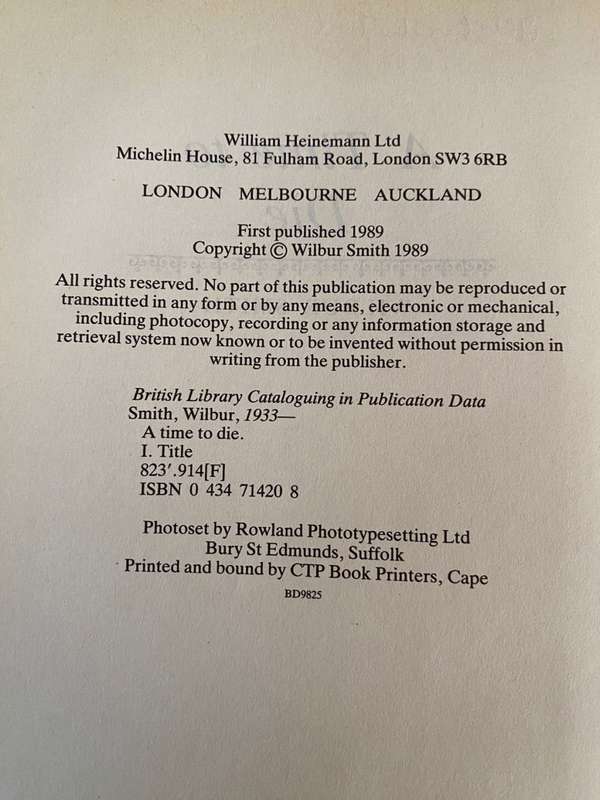 William Heinemann Ltd
Michelin House, 81 Fulham Road, London SW3 6RB
LONDON MELBOURNE AUCKLAND
First published 1989
Copyright © Wilbur Smith 1989
All rights reserved. No part of this publication may be reproduced or
transmitted in any form or by any means, electronic or mechanical,
including photocopy, recording or any information storage and
retrieval system now known or to be invented without permission in
writing from the publisher.
British Library Cataloguing in Publication Data
Smith, Wilbur, 1933—
A time to die.
I. Title
823′.914[F]
ISBN 0 434 71420 8
Photoset by Rowland Phototypesetting Ltd
Bury St Edmunds, Suffolk
Printed and bound by CTP Book Printers, Cape
BD9825